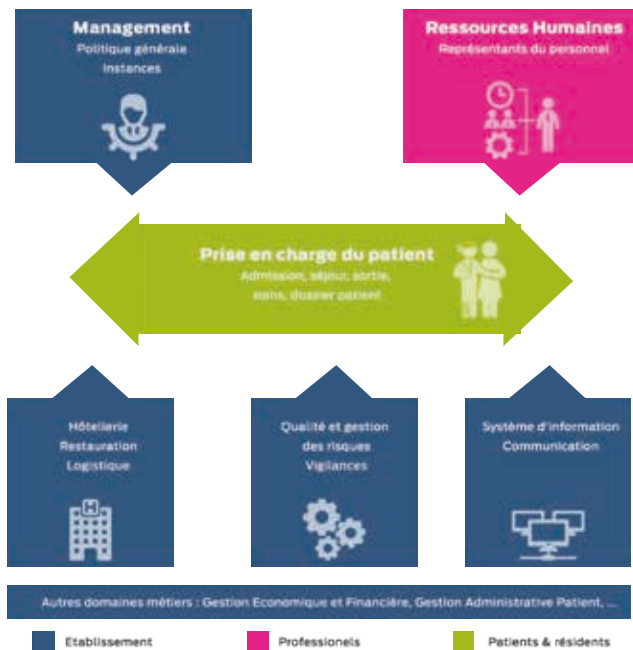 Management
Politique générale
Instances
Ressources Humaines
Représentants du personnel
Prise en charge du patient
Admission, séjour, sortie,
soins, dossier patient
Hôtellerie
Restauration
Logistique
Qualité et gestion
des risques
Vigilances
Système d'information
Communication
H
Autres domaines métiers : Gestion Economique et Financière, Gestion Administrative Patient, ...
Etablissement
Professionels
Patients & résidents